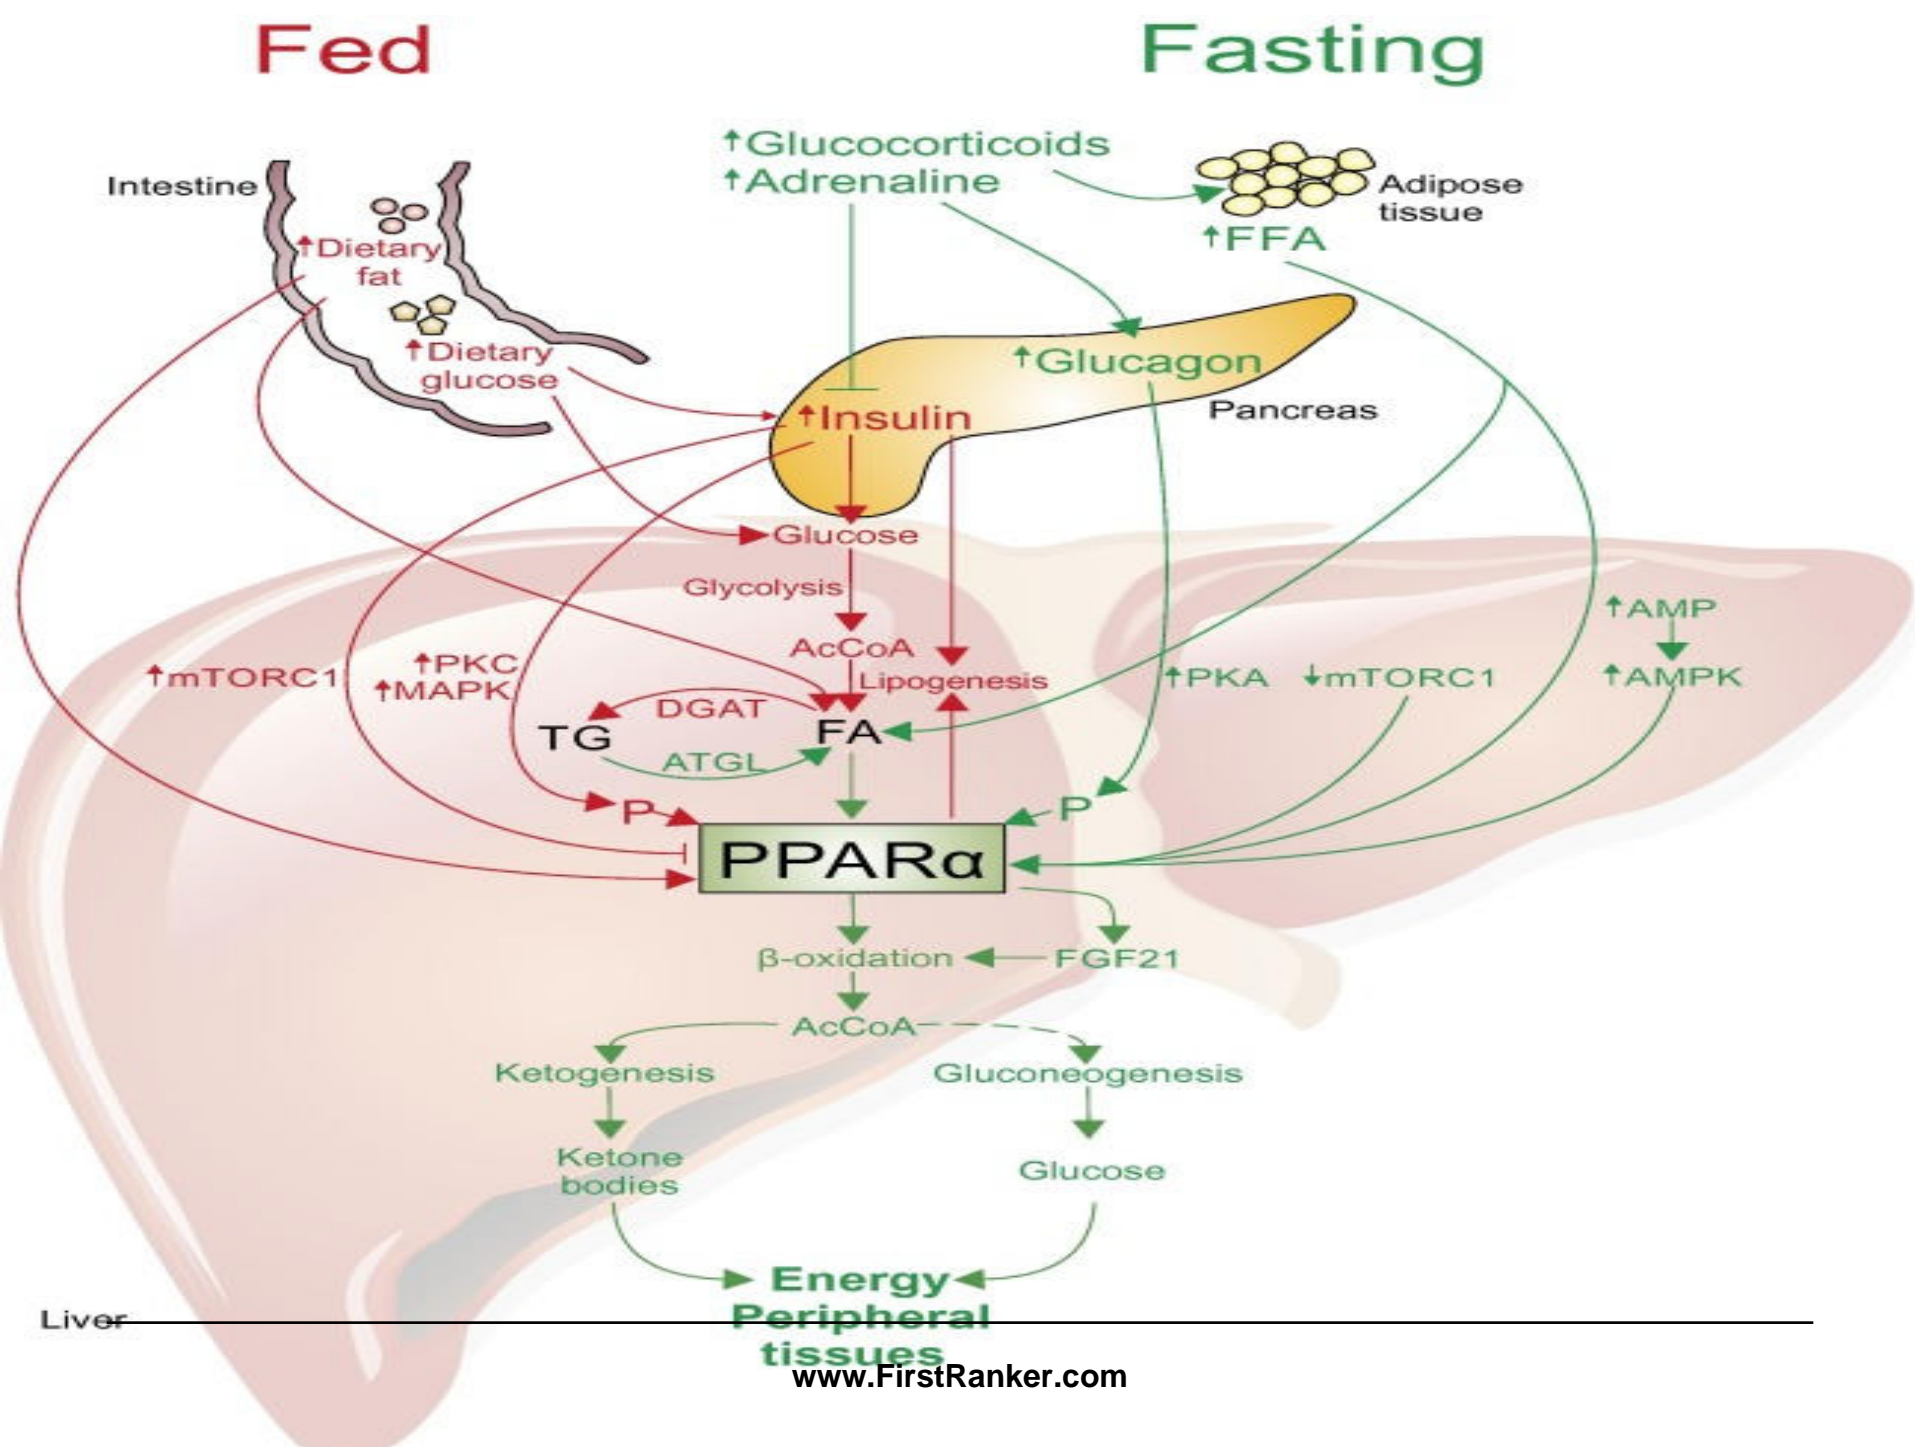 Fed
Fasting
Intestine
↑Dietary
fat
↑Dietary
glucose
↑Glucocorticoids
↑Adrenaline
Adipose
tissue
↑FFA
↑Glucagon
↑Insulin
Pancreas
Glucose
Glycolysis
AcCoA
Lipogenesis
↑mTORC1
↑PKC
↑MAPK
DGAT
TG
FA
ATGL
↑PKA
↓mTORC1
↑AMP
↑AMPK
P
P
PPARα
β-oxidation
FGF21
AcCoA
Ketogenesis
Gluconeogenesis
Ketone
bodies
Glucose
Energy
Peripheral
tissues
Liver
www.FirstRanker.com